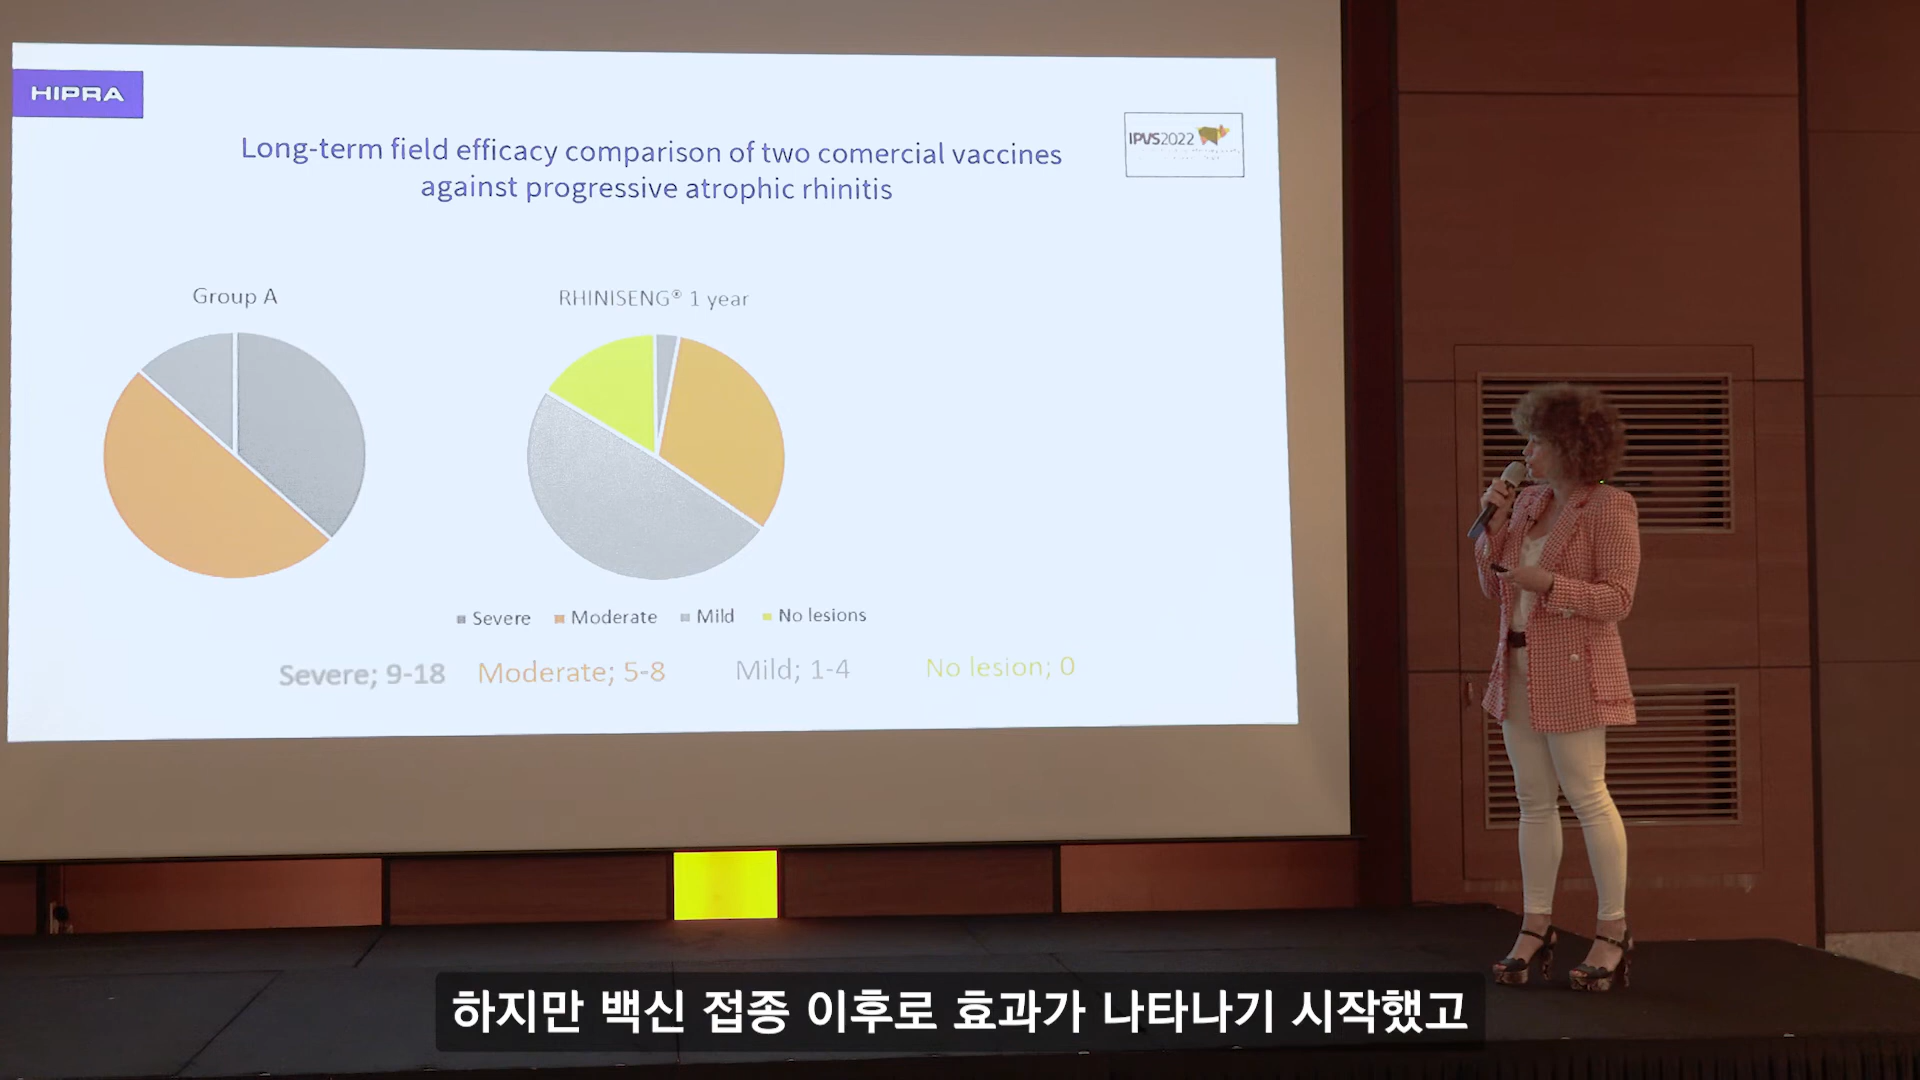 HIPRA
IPVS2022
Long-term field efficacy comparison of two comercial vaccines
against progressive atrophic rhinitis
Group A
RHINISENG® 1 year
Severe Moderate Mild No lesions
Severe; 9-18 Moderate; 5-8 Mild; 1-4 No lesion; 0
하지만 백신 접종 이후로 효과가 나타나기 시작했고